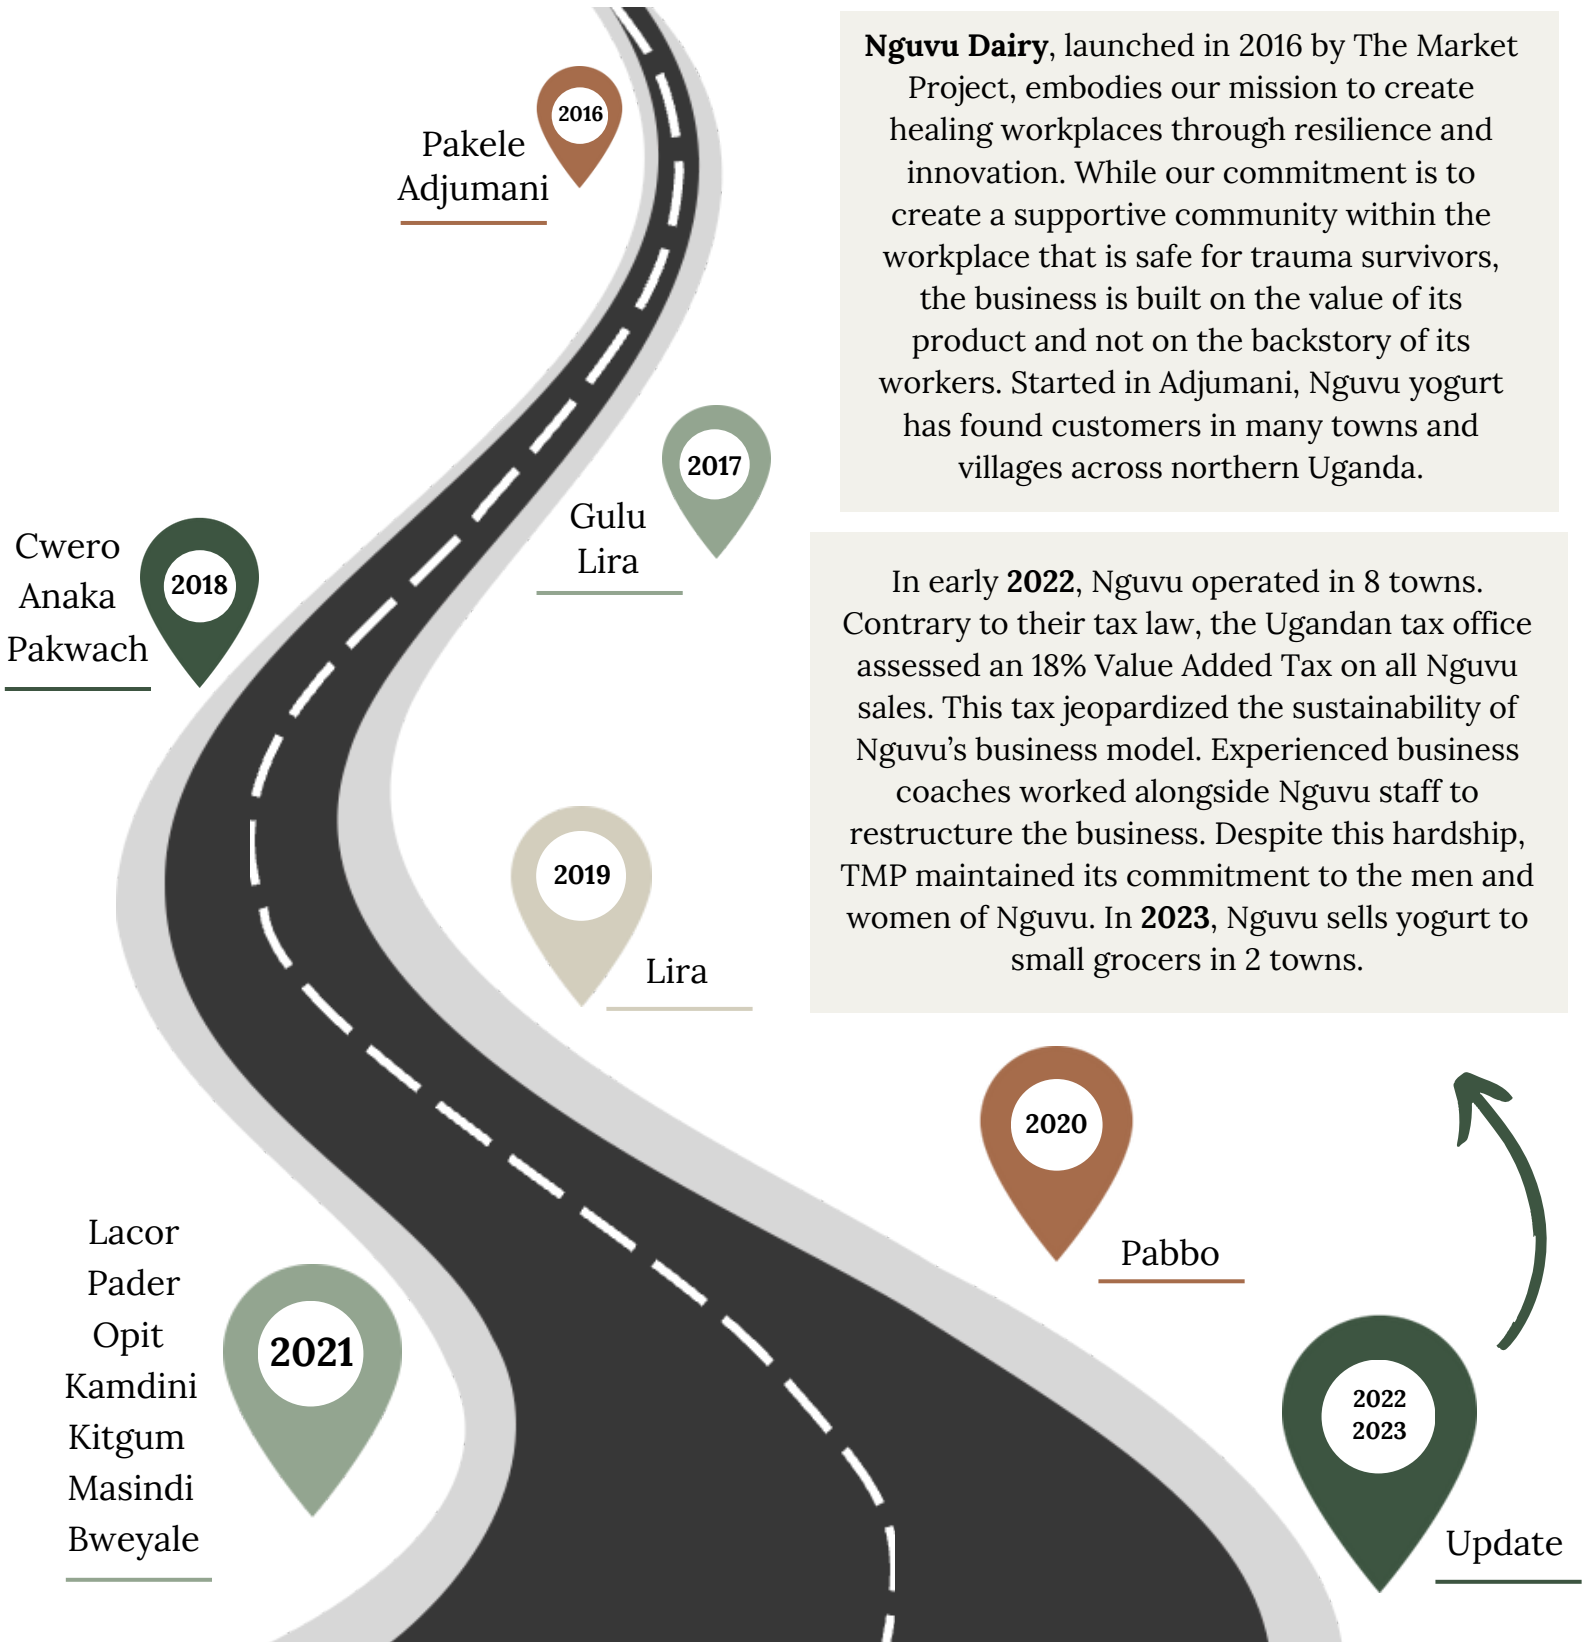 Nguvu Dairy, launched in 2016 by The Market
Project, embodies our mission to create
healing workplaces through resilience and
innovation. While our commitment is to
create a supportive community within the
workplace that is safe for trauma survivors,
the business is built on the value of its
product and not on the backstory of its
workers. Started in Adjumani, Nguvu yogurt
has found customers in many towns and
villages across northern Uganda.
2016
Pakele
Adjumani
2017
Gulu
Lira
2018
Cwero
Anaka
Pakwach
In early 2022, Nguvu operated in 8 towns.
Contrary to their tax law, the Ugandan tax office
assessed an 18% Value Added Tax on all Nguvu
sales. This tax jeopardized the sustainability of
Nguvu’s business model. Experienced business
coaches worked alongside Nguvu staff to
restructure the business. Despite this hardship,
TMP maintained its commitment to the men and
women of Nguvu. In 2023, Nguvu sells yogurt to
small grocers in 2 towns.
2019
Lira
2020
Pabbo
2021
Lacor
Pader
Opit
Kamdini
Kitgum
Masindi
Bweyale
2022
2023
Update